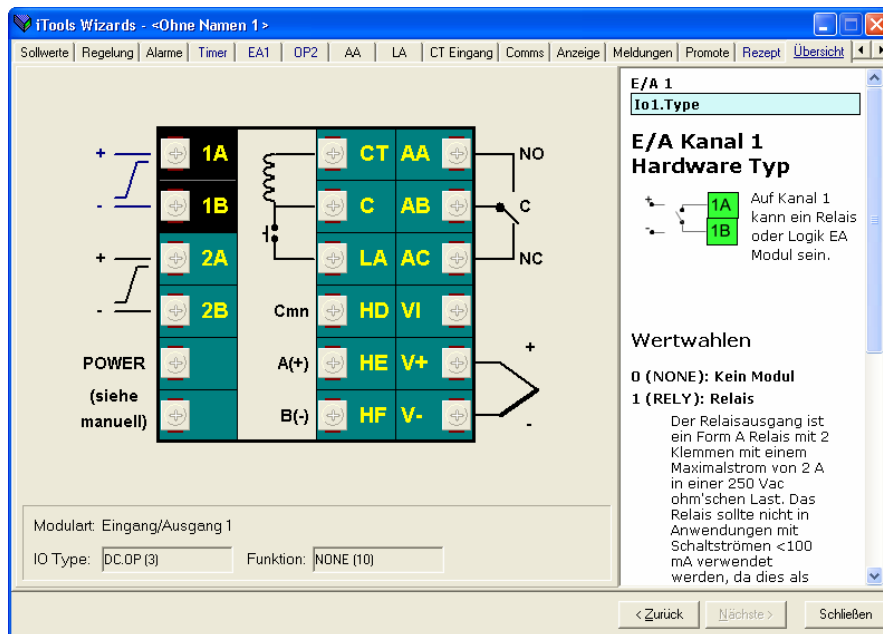 iTools Wizards - <Ohne Namen 1>
Sollwerte Regelung Alarme Timer EA1 OP2 AA LA CT Eingang Comms Anzeige Meldungen Promote Rezept Übersicht
+ 1A CT AA NO
- 1B C AB C
+ 2A LA AC NC
- 2B Cmn HD VI
POWER A(+) HE V+ +
(siehe
manuell) B(-) HF V- -
Modulart: Eingang/Ausgang 1
IO Type: DC.OP (3) Funktion: NONE (10)
E/A 1
Io1.Type
E/A Kanal 1
Hardware Typ
+ 1A
- 1B
Auf Kanal 1
kann ein Relais
oder Logik EA
Modul sein.
Wertwahlen
0 (NONE): Kein Modul
1 (RELY): Relais
Der Relaisausgang ist
ein Form A Relais mit 2
Klemmen mit einem
Maximalstrom von 2 A
in einer 250 Vac
ohm'schen Last. Das
Relais sollte nicht in
Anwendungen mit
Schaltströmen <100
mA verwendet
werden, da dies als
< Zurück Nächste > Schließen